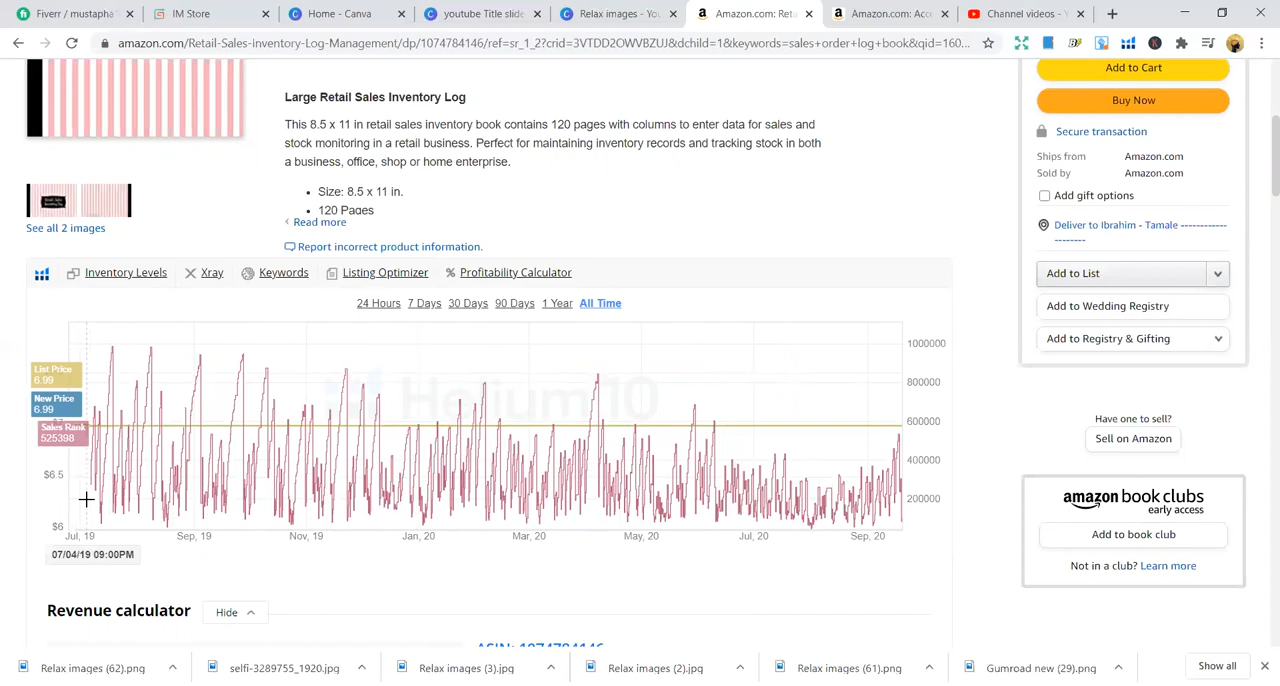 Fiverr / mustapha
IM Store
Home - Canva
youtube Title slide
Relax images - You
Amazon.com: Reta
Amazon.com: Acc
Channel videos - Y
amazon.com/Retail-Sales-inventory-Log-Management/dp/1074784146/ref=sr_1_2?crid=3VTDD2OWVBZUJ&dchild=1&keywords=sales+order+log+book&qid=160...
Large Retail Sales Inventory Log
This 8.5 x 11 in retail sales inventory book contains 120 pages with columns to enter data for sales and
stock monitoring in a retail business. Perfect for maintaining inventory records and tracking stock in both
a business, office, shop or home enterprise.
• Size: 8.5 x 11 in.
• 120 Pages
Read more
See all 2 images
Report incorrect product information.
Inventory Levels
Xray
Keywords
Listing Optimizer
Profitability Calculator
24 Hours
7 Days
30 Days
90 Days
1 Year
All Time
List Price
6.99
New Price
6.99
Sales Rank
525398
$6.5
$6
1000000
800000
600000
400000
200000
Helium10
Jul, 19
Sep, 19
Nov, 19
Jan, 20
Mar, 20
May, 20
Jul, 20
Sep, 20
07/04/19 09:00PM
Revenue calculator
Hide
ASIN: 1074784146
Add to Cart
Buy Now
Secure transaction
Ships from Amazon.com
Sold by Amazon.com
Add gift options
Deliver to Ibrahim - Tamale ------------
--------
Add to List
Add to Wedding Registry
Add to Registry & Gifting
Have one to sell?
Sell on Amazon
amazon book clubs
early access
Add to book club
Not in a club? Learn more
Relax images (62).png
selfi-3289755_1920.jpg
Relax images (3).jpg
Relax images (2).jpg
Relax images (61).png
Gumroad new (29).png
Show all